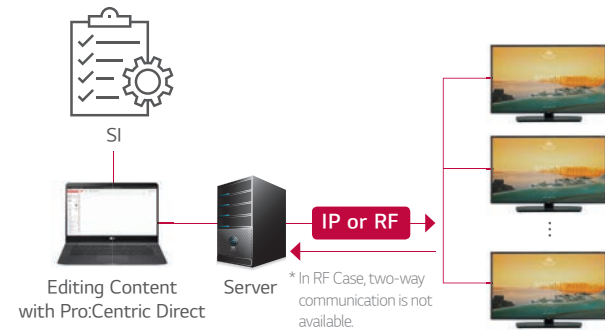 SI
IP or RF
Editing Content
with Pro:Centric Direct
Server
* In RF Case, two-way
communication is not
available.